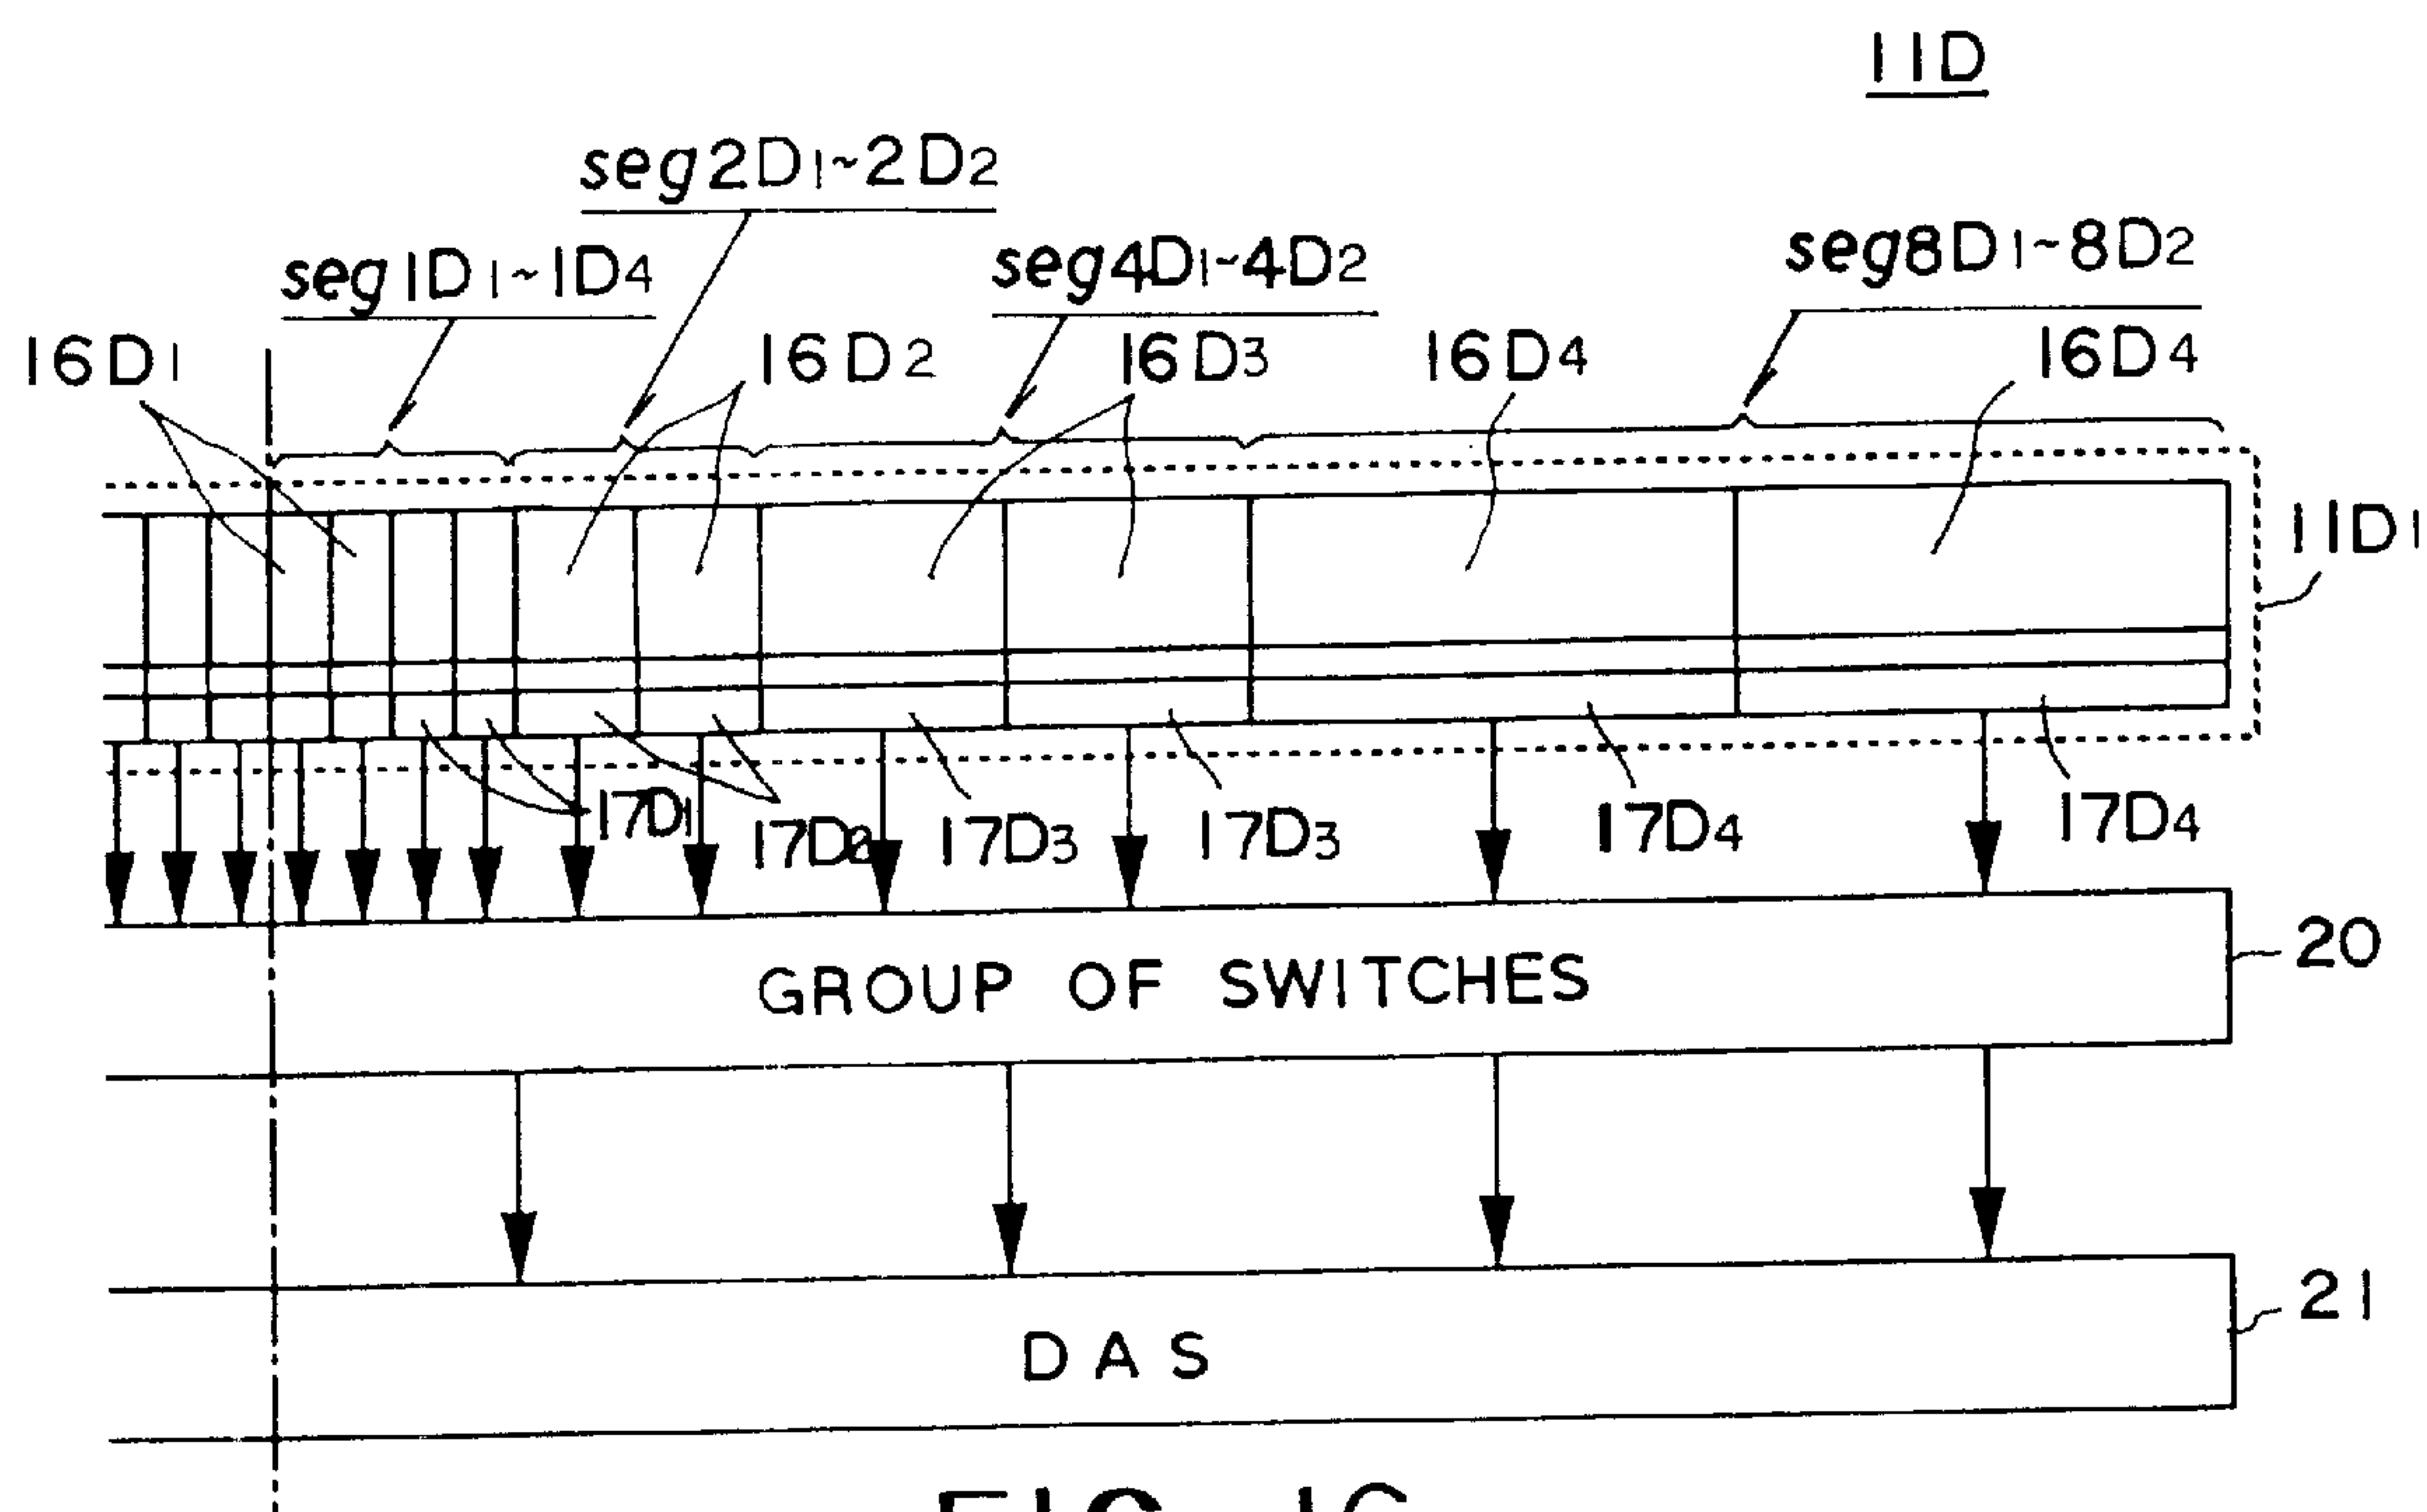 11D
seg2D1~2D2
seg1D1~1D4
seg4D1~4D2
seg8D1~8D2
16D1
16D2
16D3
16D4
16D4
11D1
17D1
17D2
17D3
17D3
17D4
17D4
GROUP OF SWITCHES
20
DAS
21